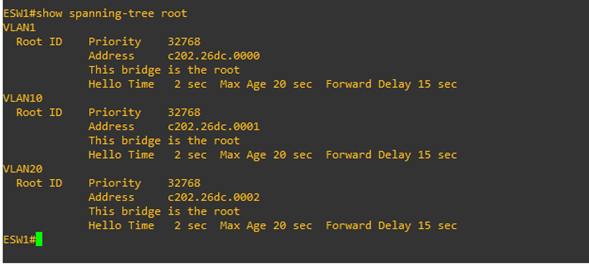 ESW1#show spanning-tree root
VLAN1
  Root ID    Priority    32768
             Address     c202.26dc.0000
             This bridge is the root
             Hello Time   2 sec  Max Age 20 sec  Forward Delay 15 sec
VLAN10
  Root ID    Priority    32768
             Address     c202.26dc.0001
             This bridge is the root
             Hello Time   2 sec  Max Age 20 sec  Forward Delay 15 sec
VLAN20
  Root ID    Priority    32768
             Address     c202.26dc.0002
             This bridge is the root
             Hello Time   2 sec  Max Age 20 sec  Forward Delay 15 sec
ESW1#